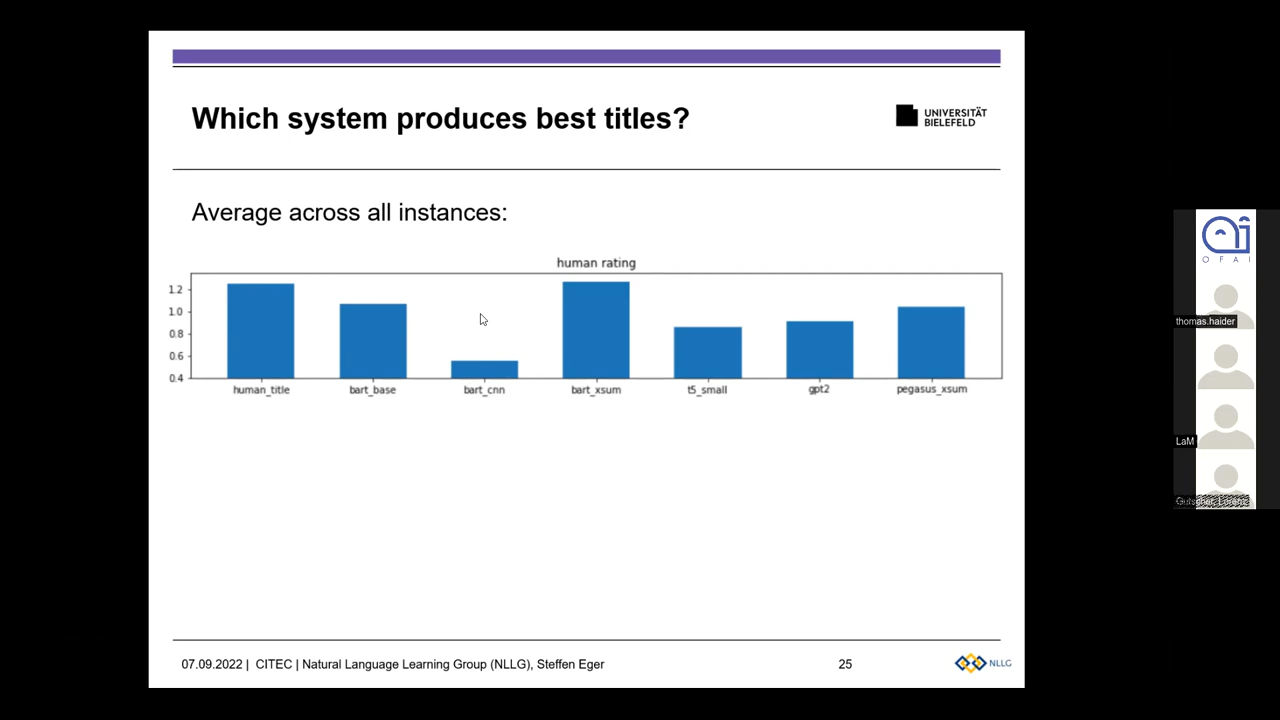 Which system produces best titles?
UNIVERSITÄT
BIELEFELD
Average across all instances:
human rating
1.2
1.0
0.8
0.6
0.4
human_title bart_base bart_cnn bart_xsum t5_small gpt2 pegasus_xsum
07.09.2022 | CITEC | Natural Language Learning Group (NLLG), Steffen Eger 25 NLLG
OFAI
thomas.haider
LaM